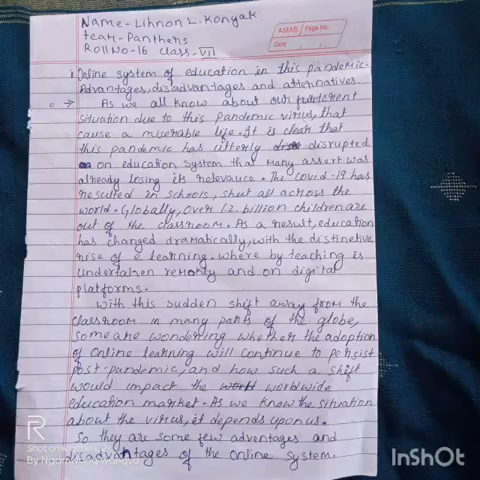 Name- Lihnon L. Konyak
team- Panthers
Roll No-16 class-VII
AMAB Page No.
Date
Online system of education in this pandemic.
Advantages, disadvantages and alternatives.
→ As we all know about our current
situation due to this pandemic virus, that
cause a miserable life. It is clear that
this pandemic has utterly disrupted
on education system that many assert was
already losing its relevance. The covid-19 has
resulted in schools, shut all across the
world. Globally, over 1.2 billion children are
out of the classroom. As a result, education
has changed dramatically, with the distinctive
rise of e learning. where by teaching is
undertaken remotly and on digital
platforms.
With this sudden shift away from the
classroom in many parts of the globe,
some are wondering whether the adoption
of online learning will continue to persist
post-pandemic, and how such a shift
would impact the worldwide
education market. As we know the situation
about the virus, it depends upon us.
So they are some few advantages and
disadvantages of the online system.
R
Shot on
By Ngamwang Wangsa
InShOt